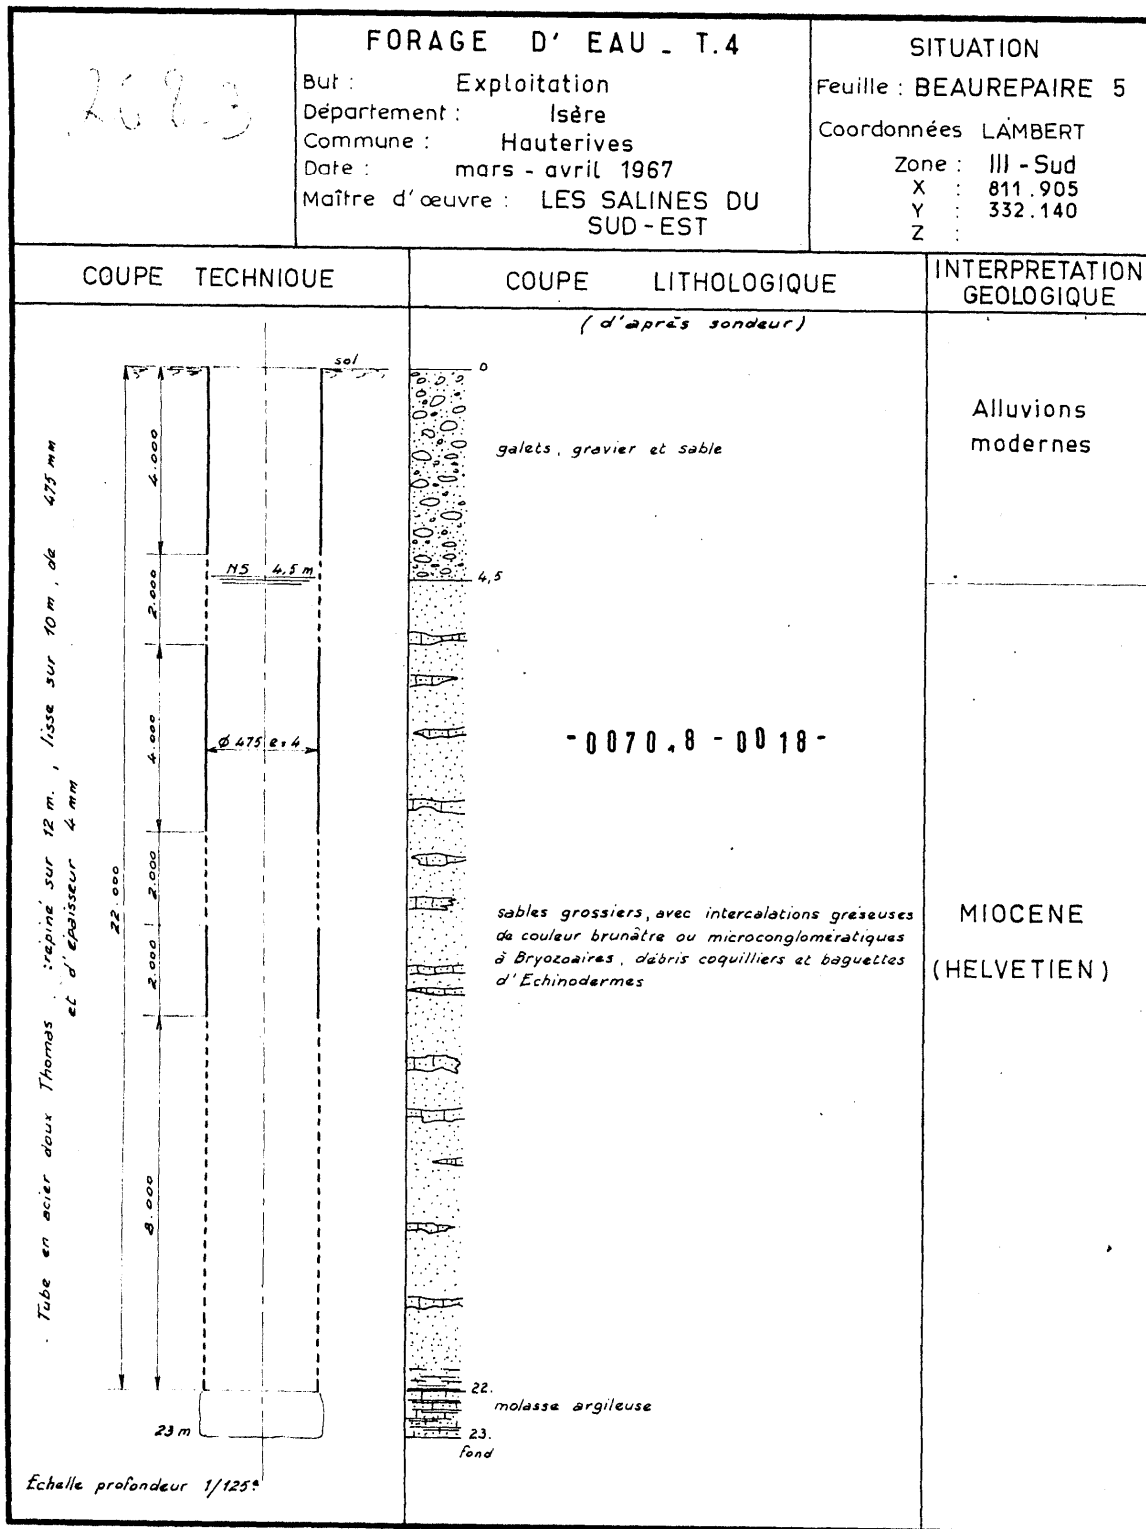 2683
FORAGE D' EAU - T.4
But : Exploitation
Département : Isère
Commune : Hauterives
Date : mars - avril 1967
Maître d'œuvre : LES SALINES DU
SUD-EST
SITUATION
Feuille : BEAUREPAIRE 5
Coordonnées LAMBERT
Zone : III - Sud
X : 811.905
Y : 332.140
Z :
COUPE TECHNIQUE
COUPE LITHOLOGIQUE
INTERPRETATION
GEOLOGIQUE
(d'après sondeur)
sol
0
galets, gravier et sable
Alluvions
modernes
4.000
NS 4,5 m
4,5
2.000
4.000
Ø 475 e=4
-0070.8-0018-
22.000
2.000
2.000
sables grossiers, avec intercalations gréseuses
de couleur brunâtre ou microconglomératiques
à Bryozoaires, débris coquilliers et baguettes
d'Echinodermes
MIOCENE
(HELVETIEN)
8.000
Tube en acier doux Thomas : crépiné sur 12 m., lisse sur 10 m, de 475 mm
et d'épaisseur 4 mm
22.
molasse argileuse
23 m
23.
fond
Echelle profondeur 1/125e